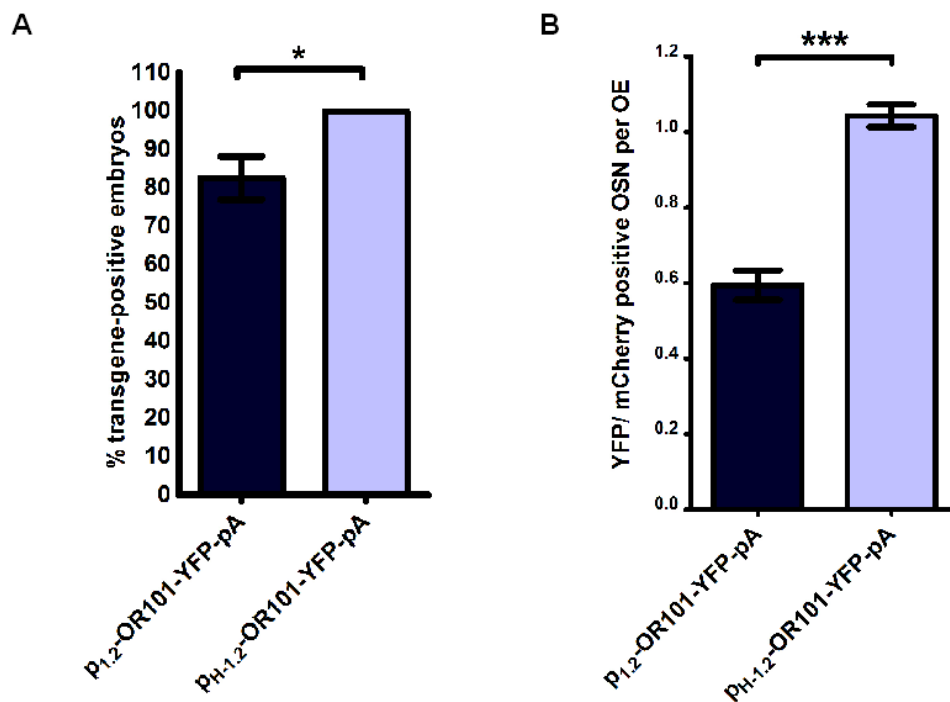 A
*
% transgene-positive embryos
110
100
90
80
70
60
50
40
30
20
10
0
p1.2-OR101-YFP-pA
pH-1.2-OR101-YFP-pA
B
***
YFP/ mCherry positive OSN per OE
1.2
1.0
0.8
0.6
0.4
0.2
0.0
p1.2-OR101-YFP-pA
pH-1.2-OR101-YFP-pA